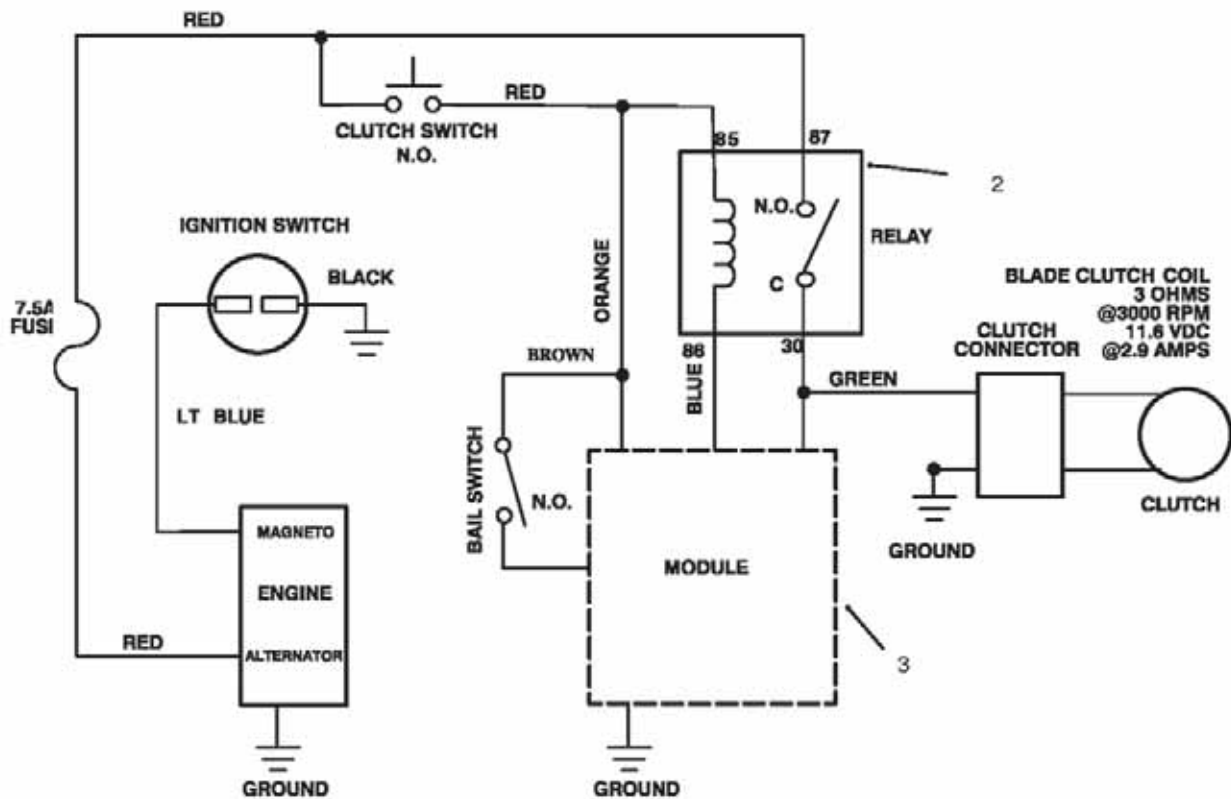 RED
CLUTCH SWITCH
N.O.
RED
85
87
2
N.O.
C
RELAY
86
30
IGNITION SWITCH
BLACK
7.5A
FUSI
LT BLUE
ORANGE
BROWN
BLUE
GREEN
BLADE CLUTCH COIL
3 OHMS
@3000 RPM
11.6 VDC
@2.9 AMPS
CLUTCH
CONNECTOR
CLUTCH
GROUND
BAIL SWITCH
N.O.
MODULE
3
MAGNETO
ENGINE
ALTERNATOR
RED
GROUND
GROUND